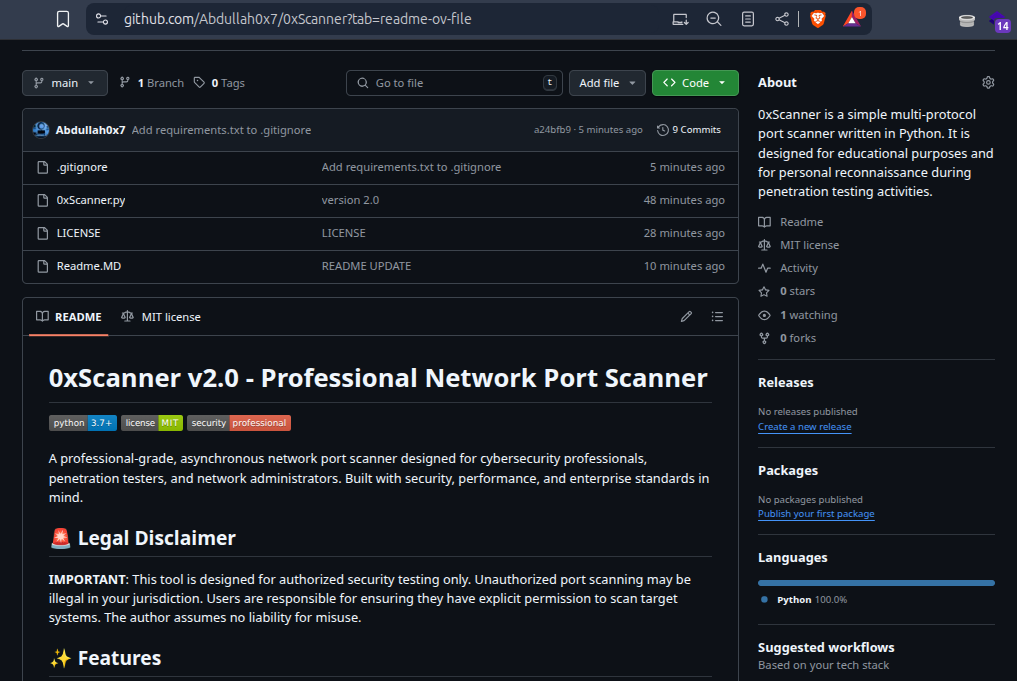 github.com/Abdullah0x7/0xScanner?tab=readme-ov-file
1
14
main
1 Branch
0 Tags
Go to file
t
Add file
Code
Abdullah0x7 Add requirements.txt to .gitignore
a24bfb9 · 5 minutes ago
9 Commits
.gitignore
Add requirements.txt to .gitignore
5 minutes ago
0xScanner.py
version 2.0
48 minutes ago
LICENSE
LICENSE
28 minutes ago
Readme.MD
README UPDATE
10 minutes ago
README
MIT license
0xScanner v2.0 - Professional Network Port Scanner
python 3.7+
license MIT
security professional
A professional-grade, asynchronous network port scanner designed for cybersecurity professionals,
penetration testers, and network administrators. Built with security, performance, and enterprise standards in
mind.
🚨 Legal Disclaimer
IMPORTANT: This tool is designed for authorized security testing only. Unauthorized port scanning may be
illegal in your jurisdiction. Users are responsible for ensuring they have explicit permission to scan target
systems. The author assumes no liability for misuse.
✨ Features
About
0xScanner is a simple multi-protocol
port scanner written in Python. It is
designed for educational purposes and
for personal reconnaissance during
penetration testing activities.
Readme
MIT license
Activity
0 stars
1 watching
0 forks
Releases
No releases published
Create a new release
Packages
No packages published
Publish your first package
Languages
Python 100.0%
Suggested workflows
Based on your tech stack